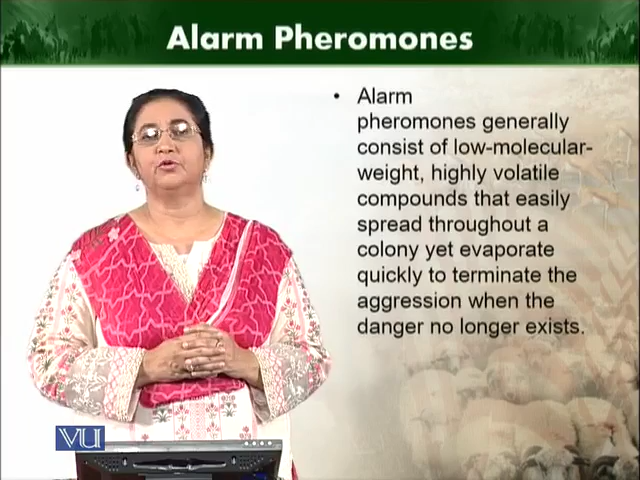 Alarm Pheromones
• Alarm
pheromones generally
consist of low-molecular-
weight, highly volatile
compounds that easily
spread throughout a
colony yet evaporate
quickly to terminate the
aggression when the
danger no longer exists.
VU